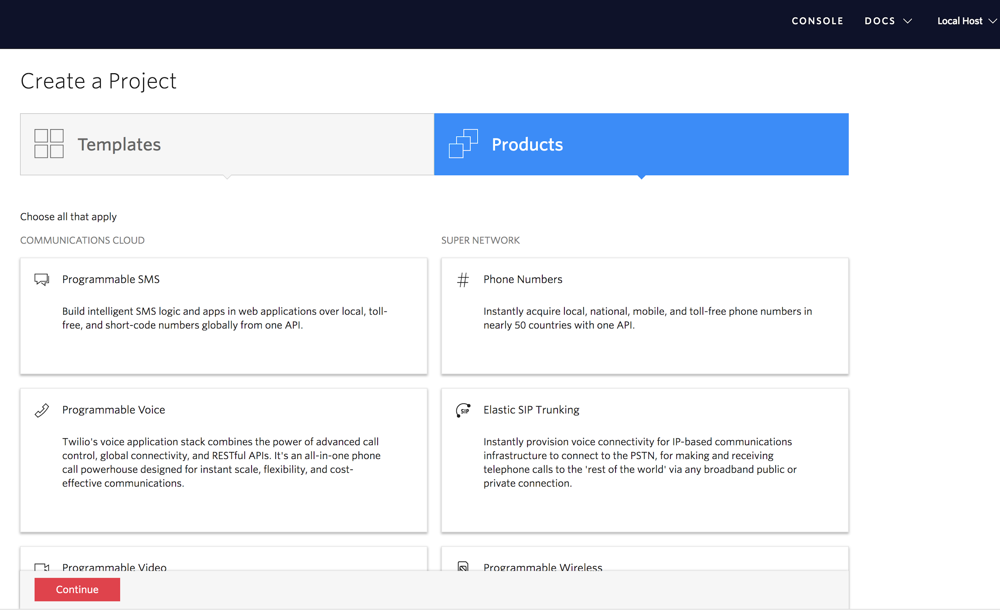 CONSOLE DOCS Local Host
Create a Project
Templates
Products
Choose all that apply
COMMUNICATIONS CLOUD
SUPER NETWORK
Programmable SMS
Build intelligent SMS logic and apps in web applications over local, toll-
free, and short-code numbers globally from one API.
#
Phone Numbers
Instantly acquire local, national, mobile, and toll-free phone numbers in
nearly 50 countries with one API.
Programmable Voice
Twilio's voice application stack combines the power of advanced call
control, global connectivity, and RESTful APIs. It's an all-in-one phone
call powerhouse designed for instant scale, flexibility, and cost-
effective communications.
SIP
Elastic SIP Trunking
Instantly provision voice connectivity for IP-based communications
infrastructure to connect to the PSTN, for making and receiving
telephone calls to the 'rest of the world' via any broadband public or
private connection.
Programmable Video
Programmable Wireless
Continue